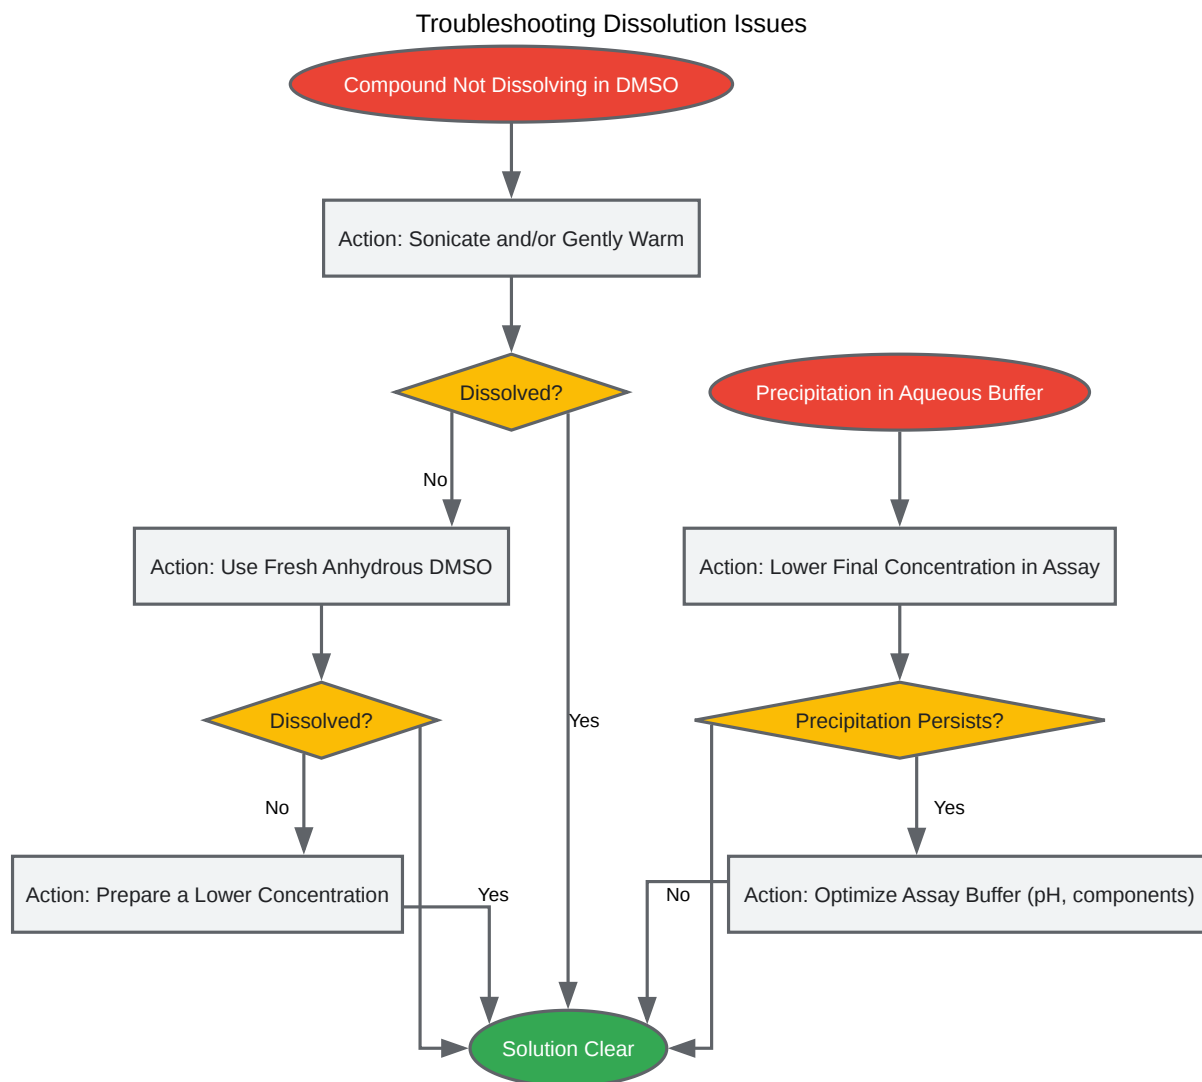 Troubleshooting Dissolution Issues
Compound Not Dissolving in DMSO
Action: Sonicate and/or Gently Warm
Dissolved?
Precipitation in Aqueous Buffer
No
Action: Use Fresh Anhydrous DMSO
Action: Lower Final Concentration in Assay
Dissolved?
Yes
Precipitation Persists?
No
Yes
Action: Prepare a Lower Concentration
Yes
No
Action: Optimize Assay Buffer (pH, components)
Solution Clear